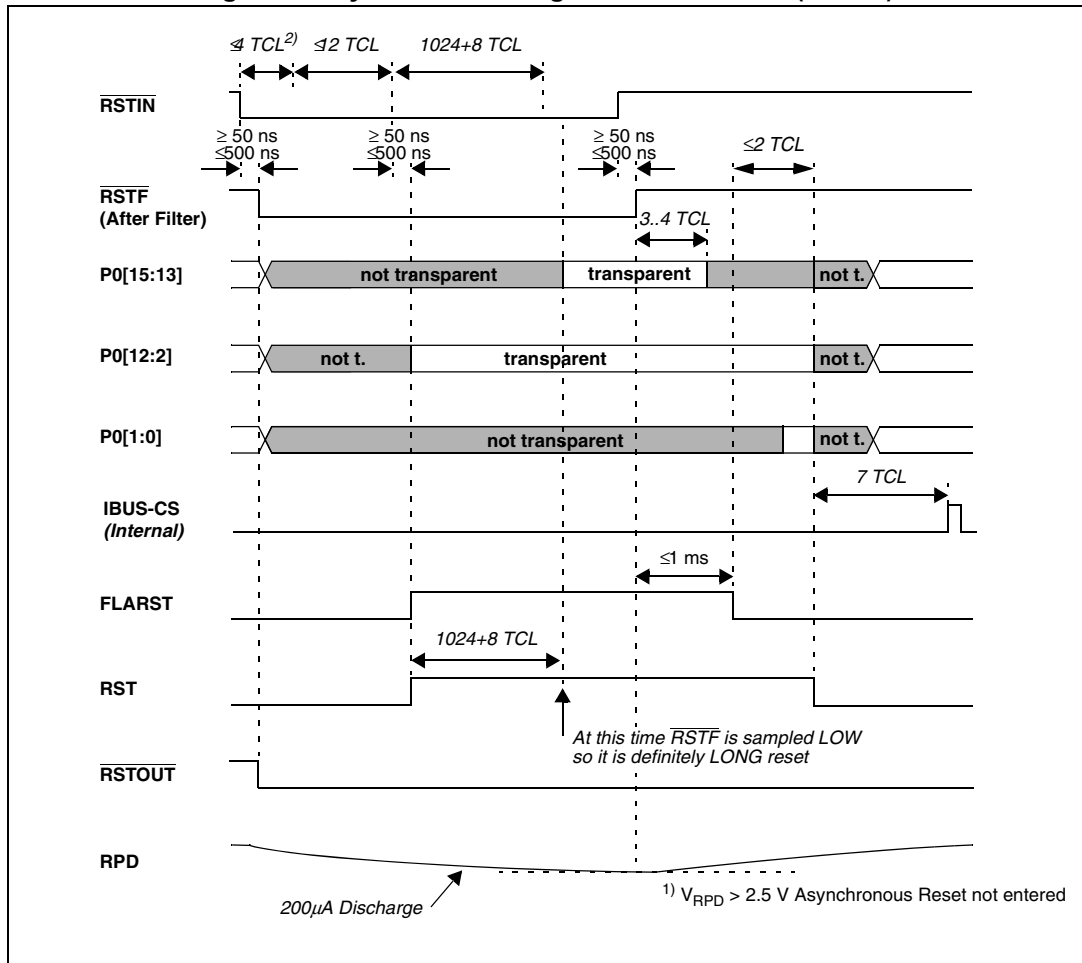 ≤4 TCL2) ≤12 TCL 1024+8 TCL
RSTIN
≥ 50 ns ≥ 50 ns ≥ 50 ns
≤500 ns ≤500 ns ≤500 ns
≤2 TCL
RSTF
(After Filter)
3..4 TCL
P0[15:13] not transparent transparent not t.
P0[12:2] not t. transparent not t.
P0[1:0] not transparent not t.
7 TCL
IBUS-CS
(Internal)
≤1 ms
FLARST
1024+8 TCL
RST
At this time RSTF is sampled LOW
so it is definitely LONG reset
RSTOUT
RPD
200μA Discharge
1) VRPD > 2.5 V Asynchronous Reset not entered